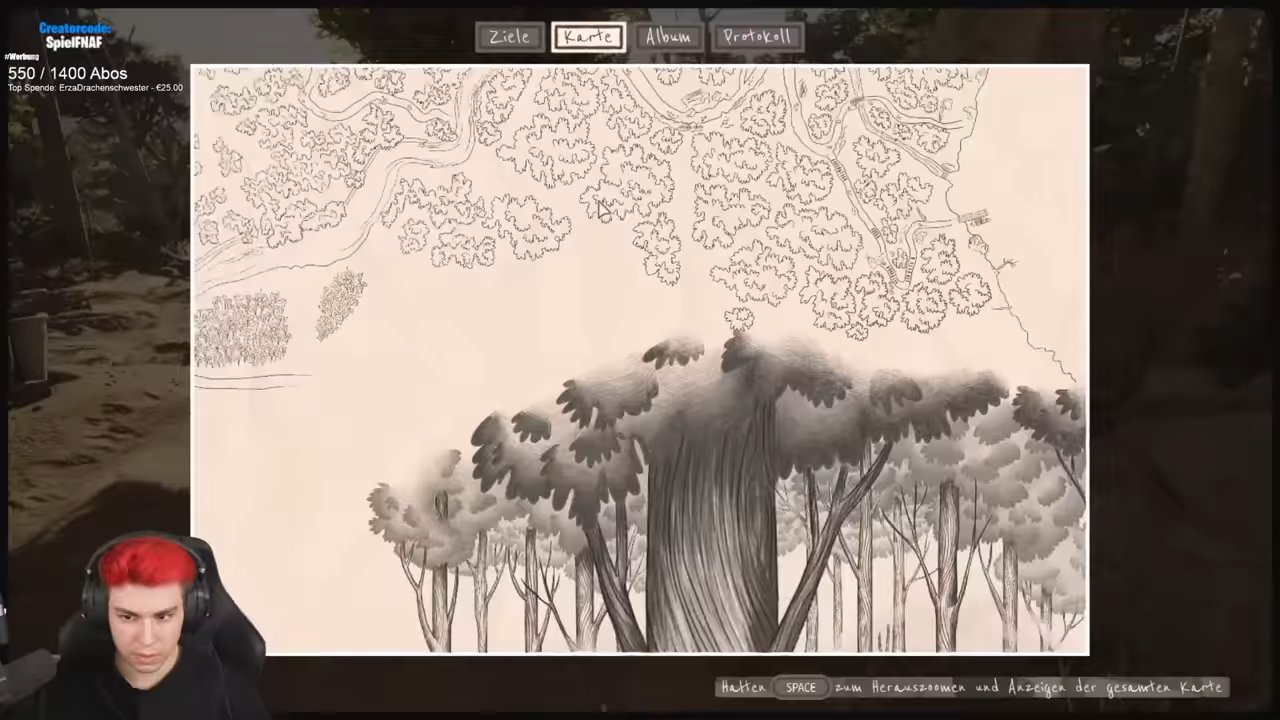 Creatorcode:
SpielFNAF
#Werbung
550 / 1400 Abos
Top Spende: ErzaDrachenschwester - €25.00
Ziele
Karte
Album
Protokoll
Halten SPACE zum Herauszoomen und Anzeigen der gesamten Karte